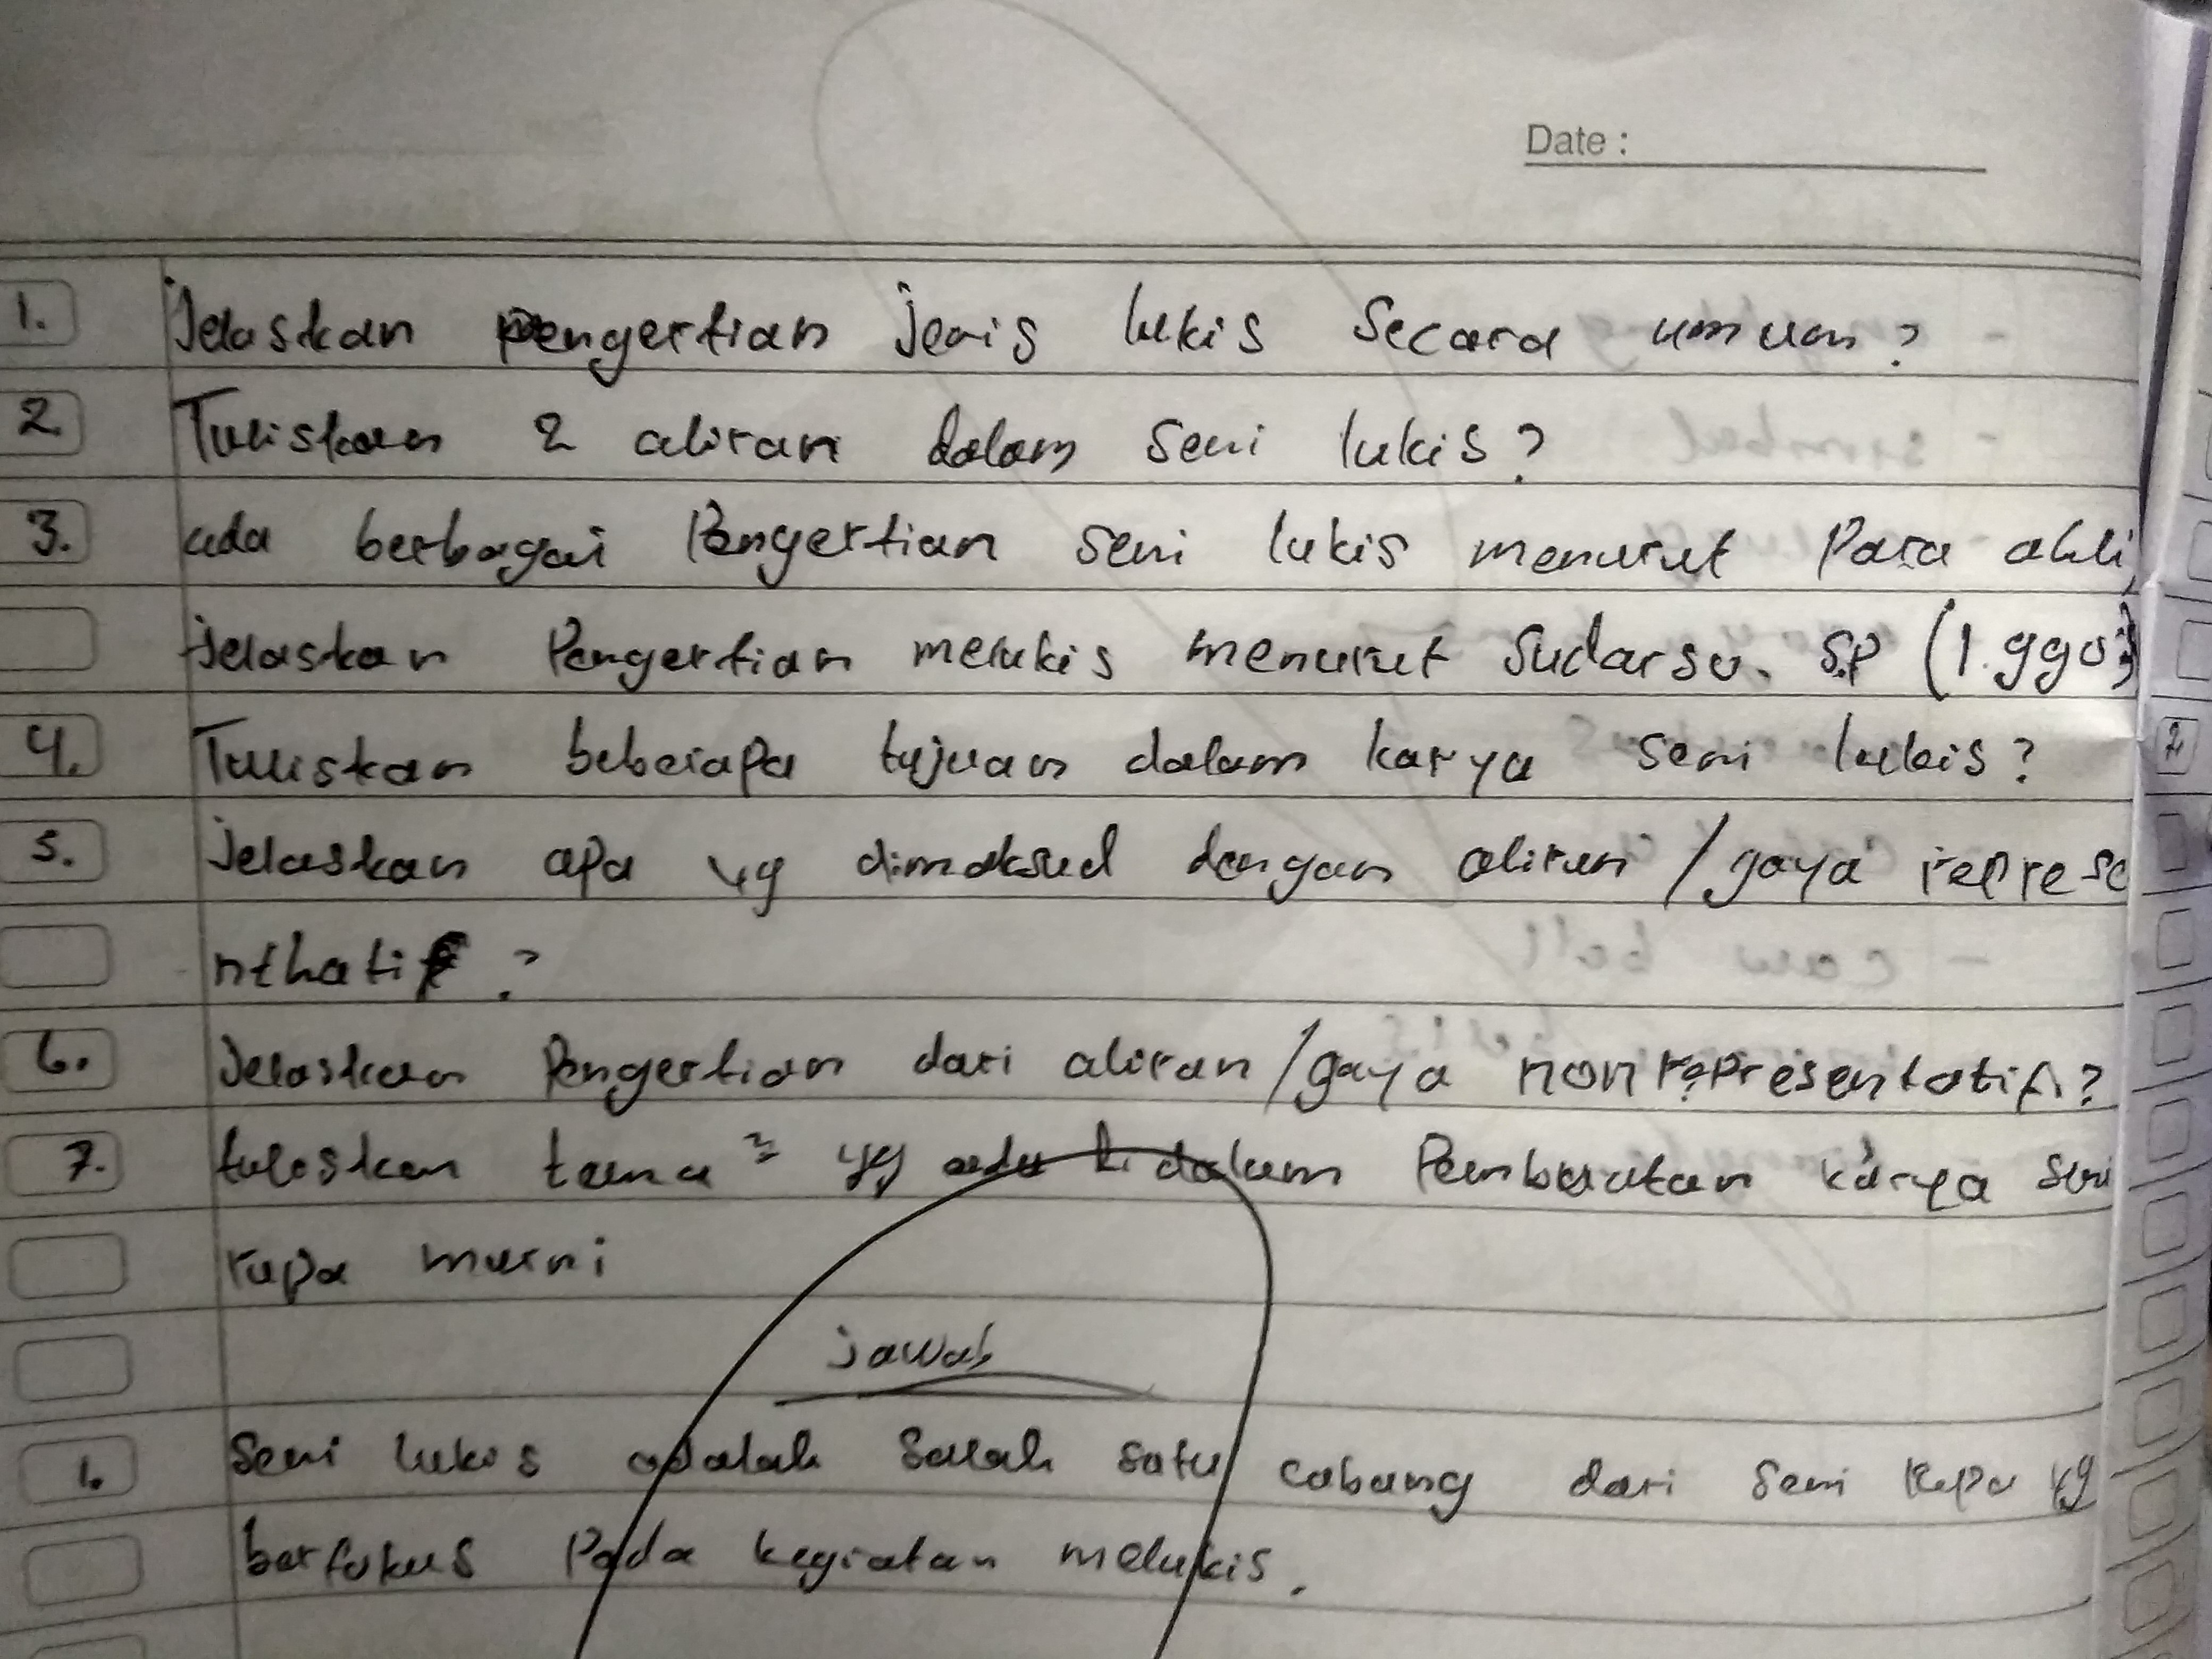 Date :
1. Jelaskan pengertian jenis lukis secara umum?
2 Tuliskan 2 aliran dalam seni lukis?
3. ada berbagai Pengertian seni lukis menurut Para ahli,
jelaskan Pengertian melukis menurut Sudarso. S.P (1.990)
4. Tuliskan beberapa tujuan dalam karya seni lukis?
5. jelaskan apa yg dimaksud dengan aliran / gaya represe
nthatif ?
6. Jelaskan Pengertian dari aliran / gaya nonrepresentatif?
7. tuliskan tema² yg ada di dalam Pembuatan karya seni
rupa murni
jawab
1. Seni lukis adalah salah satu cabang dari seni Rupa yg
berfokus Pada kegiatan melukis.
2